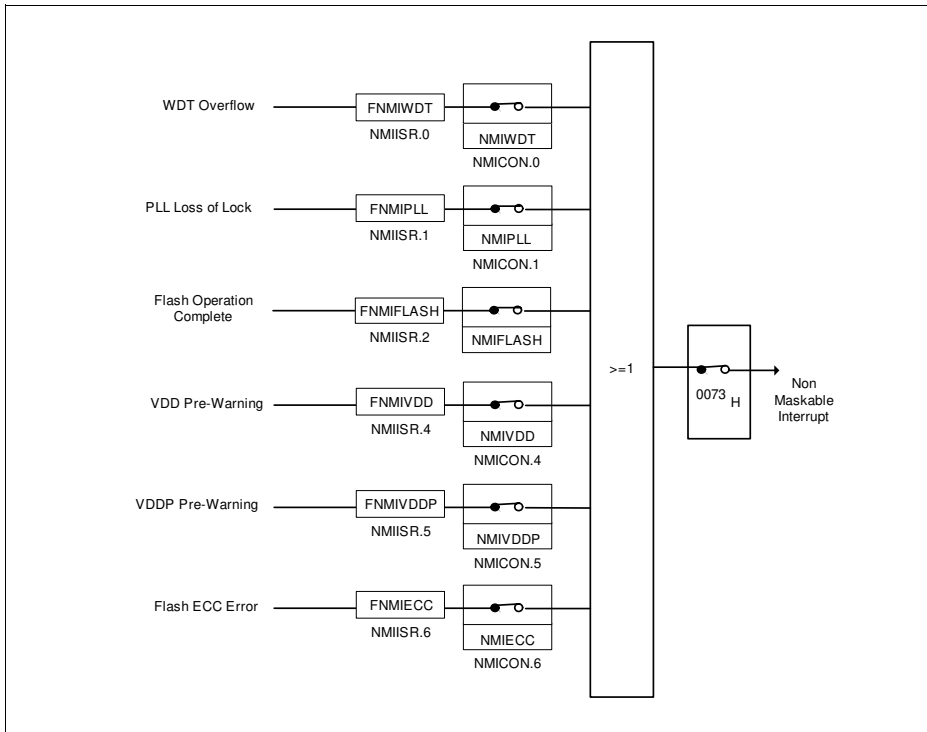 WDT Overflow
FNMIWDT
NMIISR.0
NMIWDT
NMICON.0
PLL Loss of Lock
FNMIPLL
NMIISR.1
NMIPLL
NMICON.1
Flash Operation
Complete
FNMIFLASH
NMIISR.2
NMIFLASH
VDD Pre-Warning
FNMIVDD
NMIISR.4
NMIVDD
NMICON.4
VDDP Pre-Warning
FNMIVDDP
NMIISR.5
NMIVDDP
NMICON.5
Flash ECC Error
FNMIECC
NMIISR.6
NMIECC
NMICON.6
>=1
0073 H
Non
Maskable
Interrupt